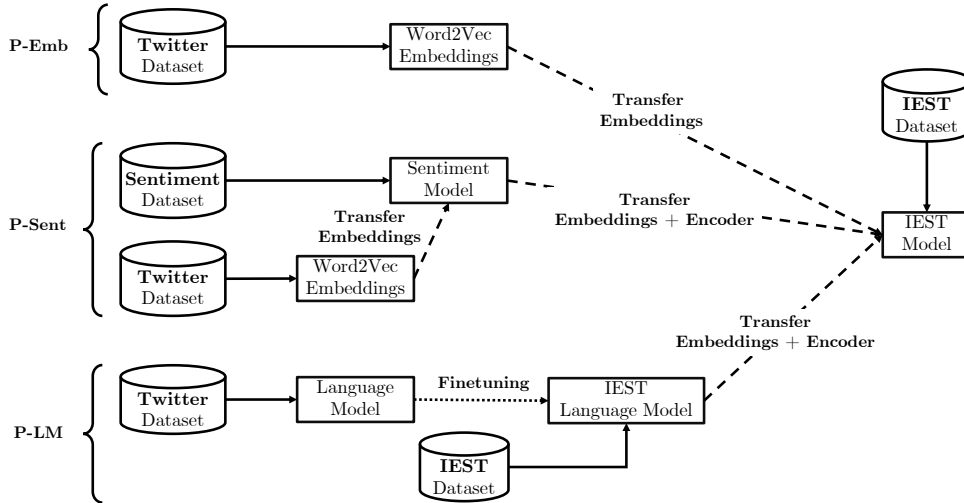 P-Emb
Twitter
Dataset
Word2Vec
Embeddings
Transfer
Embeddings
IEST
Dataset
P-Sent
Sentiment
Dataset
Sentiment
Model
Transfer
Embeddings
Transfer
Embeddings + Encoder
IEST
Model
Twitter
Dataset
Word2Vec
Embeddings
Transfer
Embeddings + Encoder
P-LM
Twitter
Dataset
Language
Model
Finetuning
IEST
Language Model
IEST
Dataset